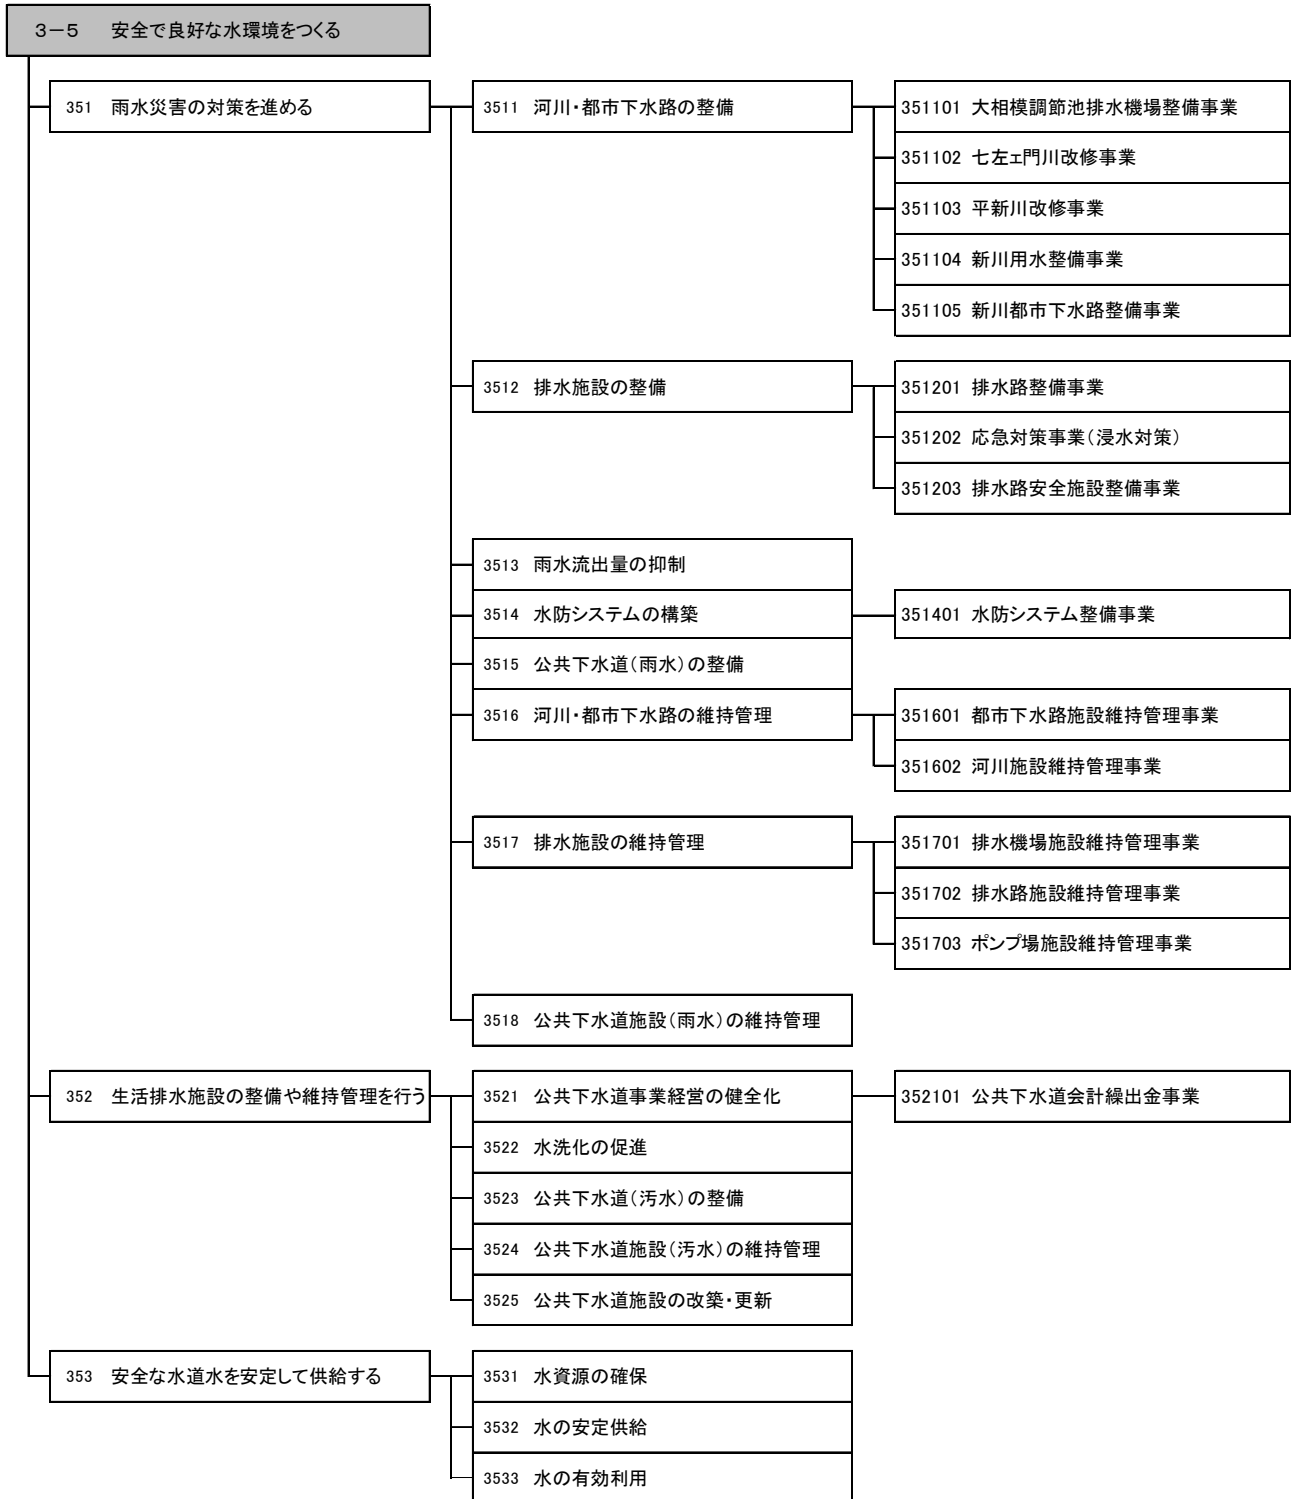 3－5　安全で良好な水環境をつくる
351　雨水災害の対策を進める
3511　河川・都市下水路の整備
351101 大相模調節池排水機場整備事業
351102 七左ェ門川改修事業
351103 平新川改修事業
351104 新川用水整備事業
351105 新川都市下水路整備事業
3512　排水施設の整備
351201 排水路整備事業
351202 応急対策事業（浸水対策）
351203 排水路安全施設整備事業
3513　雨水流出量の抑制
3514　水防システムの構築
351401 水防システム整備事業
3515　公共下水道（雨水）の整備
3516　河川・都市下水路の維持管理
351601 都市下水路施設維持管理事業
351602 河川施設維持管理事業
3517　排水施設の維持管理
351701 排水機場施設維持管理事業
351702 排水路施設維持管理事業
351703 ポンプ場施設維持管理事業
3518　公共下水道施設（雨水）の維持管理
352　生活排水施設の整備や維持管理を行う
3521　公共下水道事業経営の健全化
352101 公共下水道会計繰出金事業
3522　水洗化の促進
3523　公共下水道（汚水）の整備
3524　公共下水道施設（汚水）の維持管理
3525　公共下水道施設の改築・更新
353　安全な水道水を安定して供給する
3531　水資源の確保
3532　水の安定供給
3533　水の有効利用